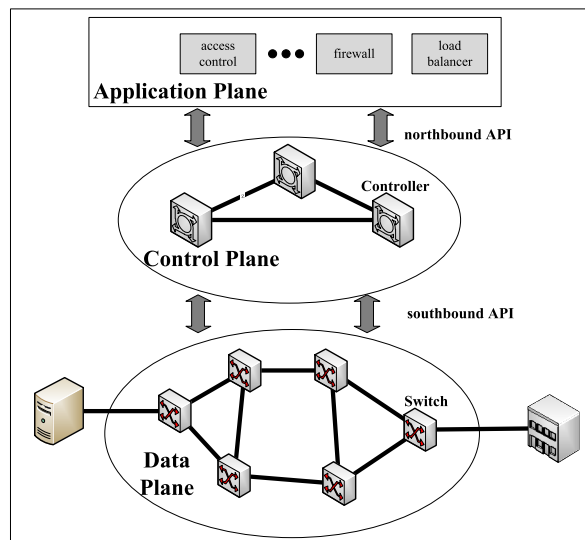 access
control
firewall
load
balancer
Application Plane
northbound API
Controller
Control Plane
southbound API
Switch
Data
Plane